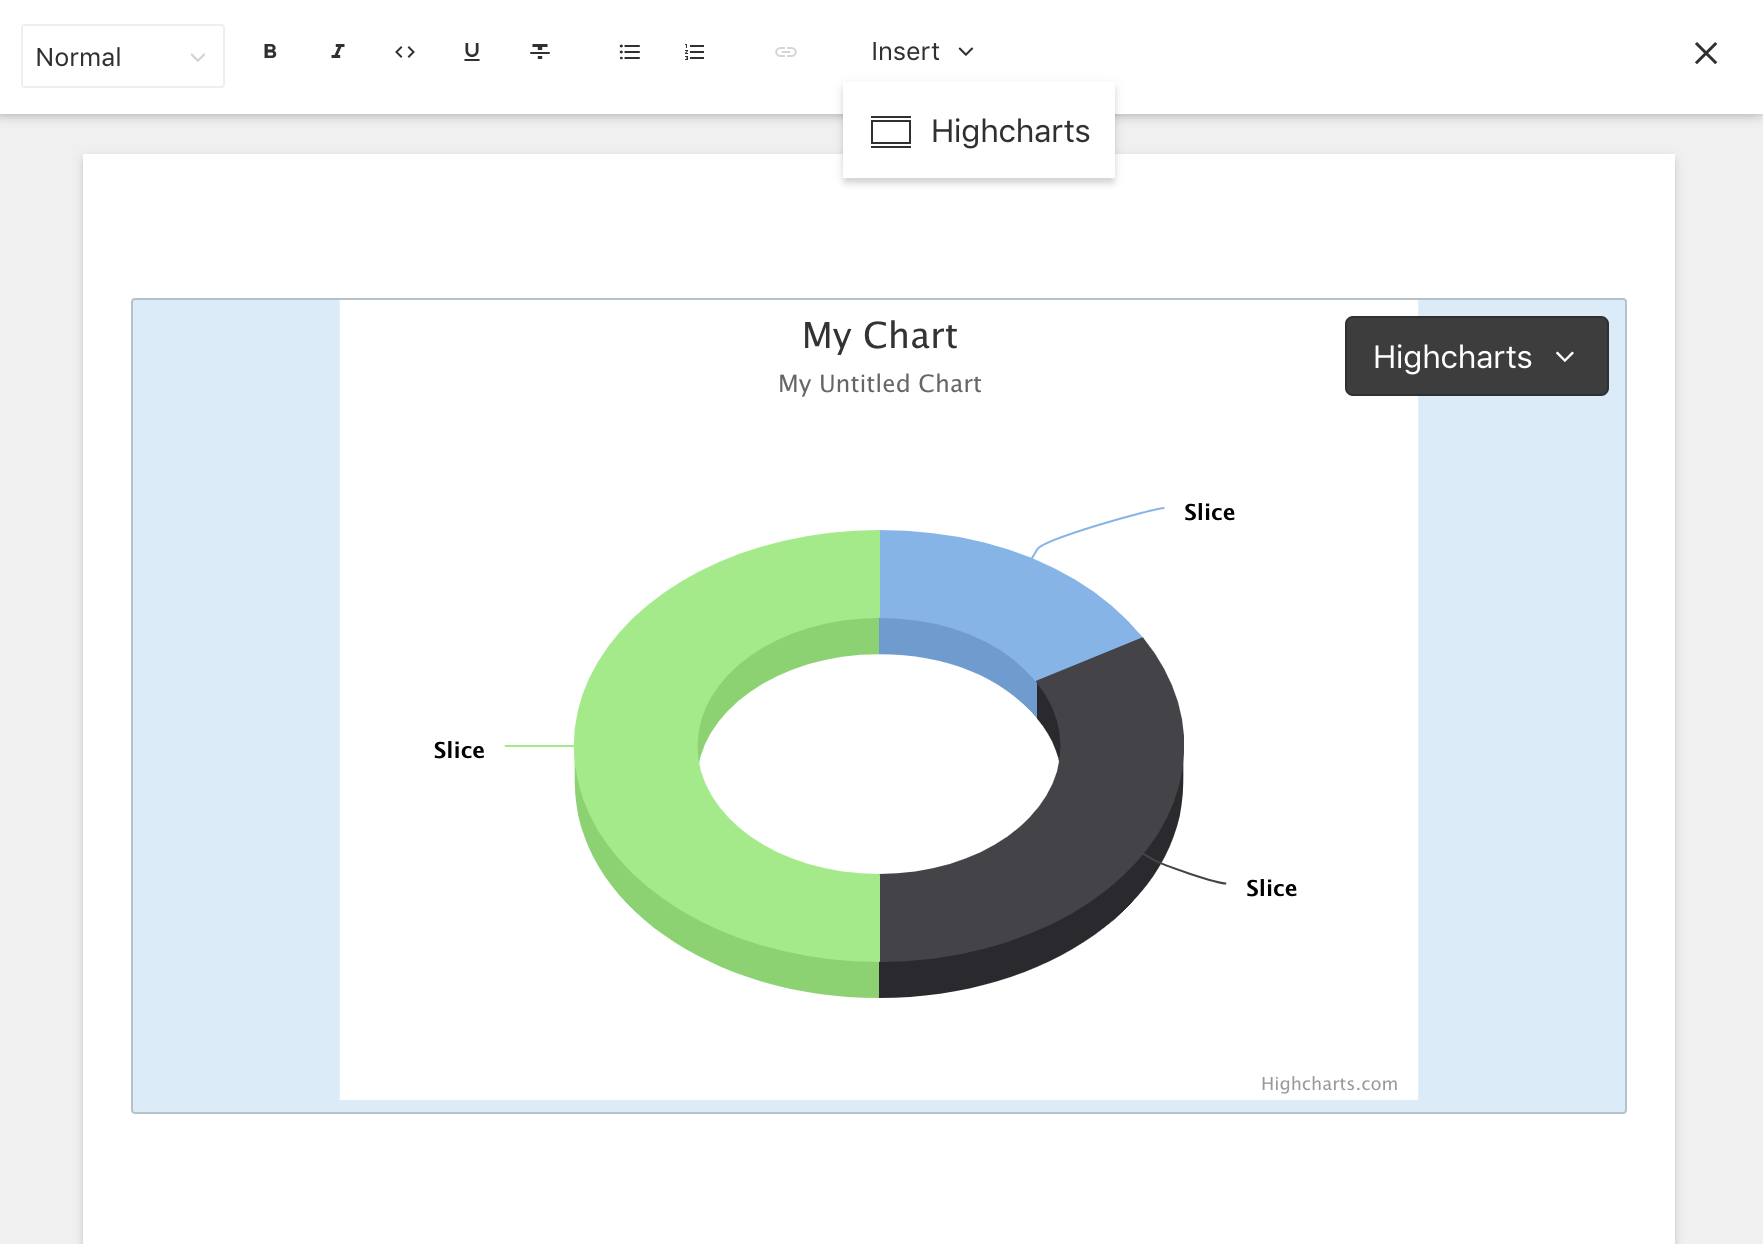 Normal
B I <> U T
Insert
Highcharts
My Chart
Highcharts
My Untitled Chart
Slice
Slice
Slice
Highcharts.com